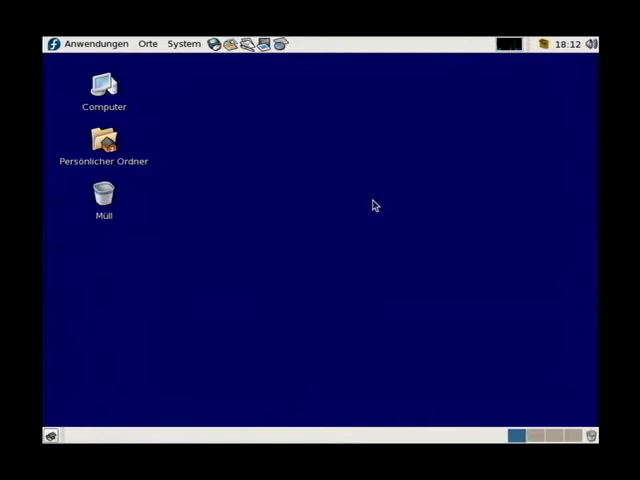 Anwendungen Orte System 18:12
Computer
Persönlicher Ordner
Müll